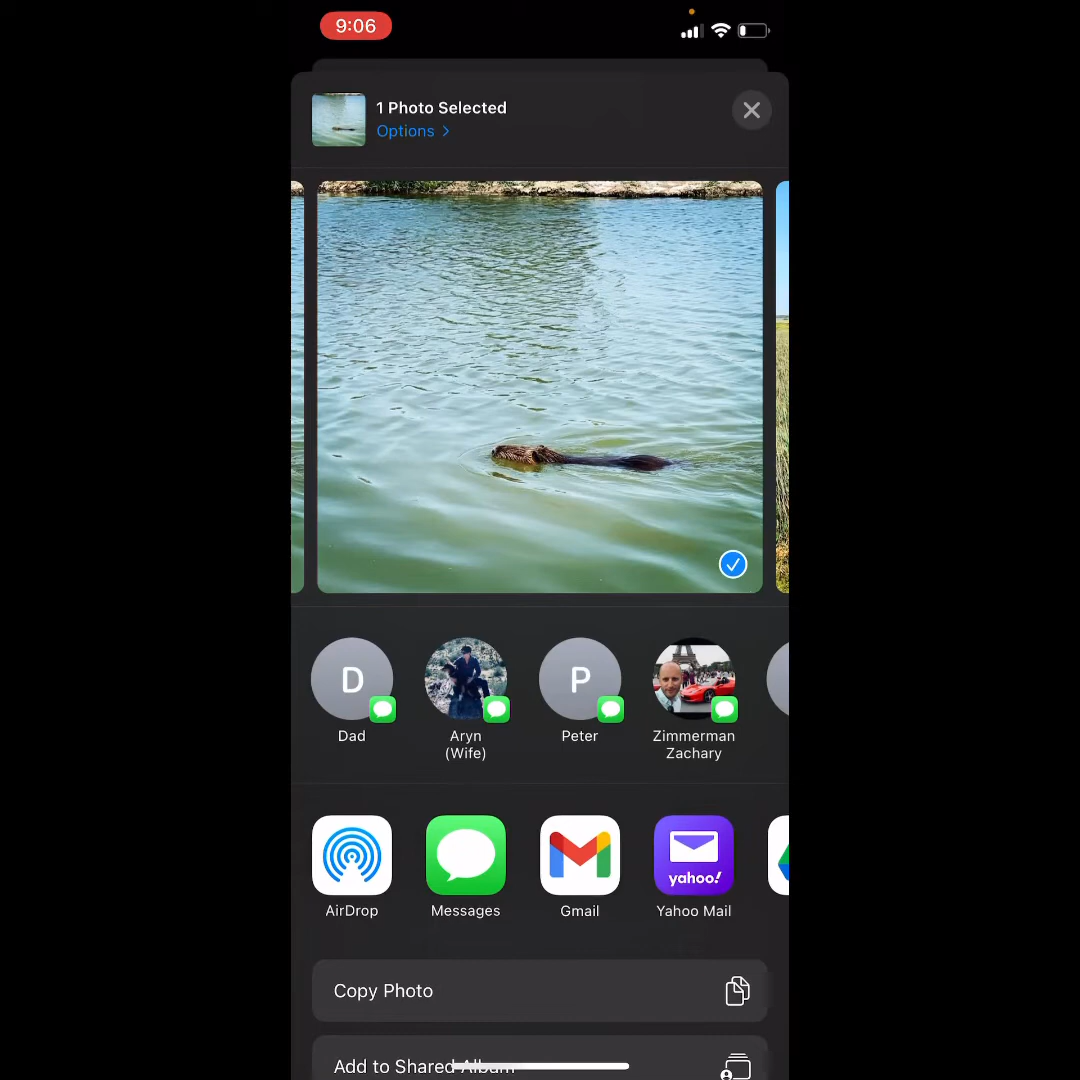 9:06
1 Photo Selected
Options
D
P
Dad
Aryn
(Wife)
Peter
Zimmerman
Zachary
yahoo!
AirDrop
Messages
Gmail
Yahoo Mail
Copy Photo
Add to Shared Album